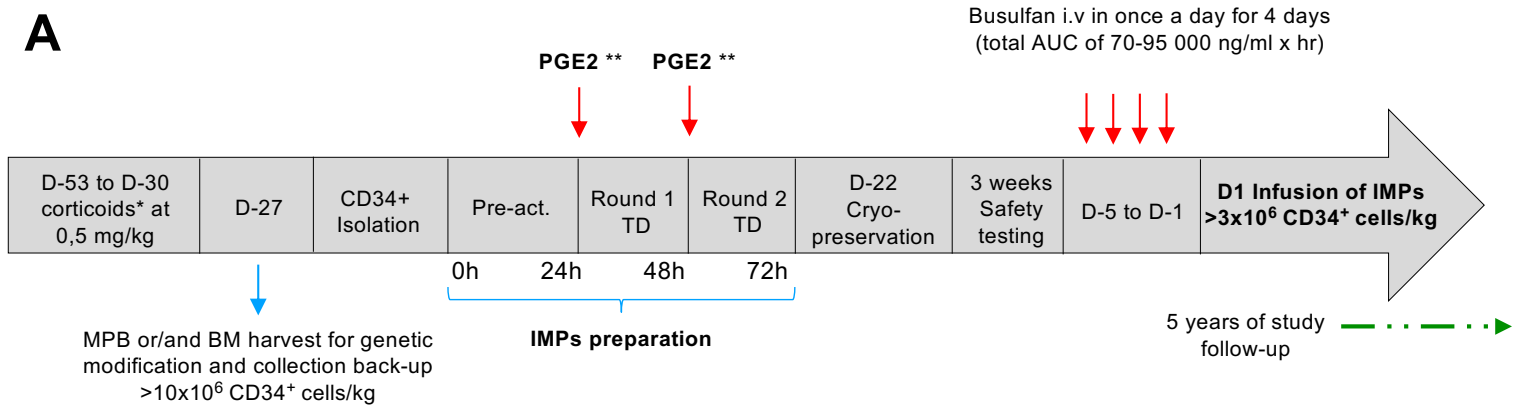 A
Busulfan i.v in once a day for 4 days
(total AUC of 70-95 000 ng/ml x hr)
PGE2 **
PGE2 **
D-53 to D-30
corticoids* at
0,5 mg/kg
D-27
CD34+
Isolation
Pre-act.
Round 1
TD
Round 2
TD
D-22
Cryo-
preservation
3 weeks
Safety
testing
D-5 to D-1
D1 Infusion of IMPs
>3x10⁶ CD34⁺ cells/kg
0h
24h
48h
72h
MPB or/and BM harvest for genetic
modification and collection back-up
>10x10⁶ CD34⁺ cells/kg
IMPs preparation
5 years of study
follow-up